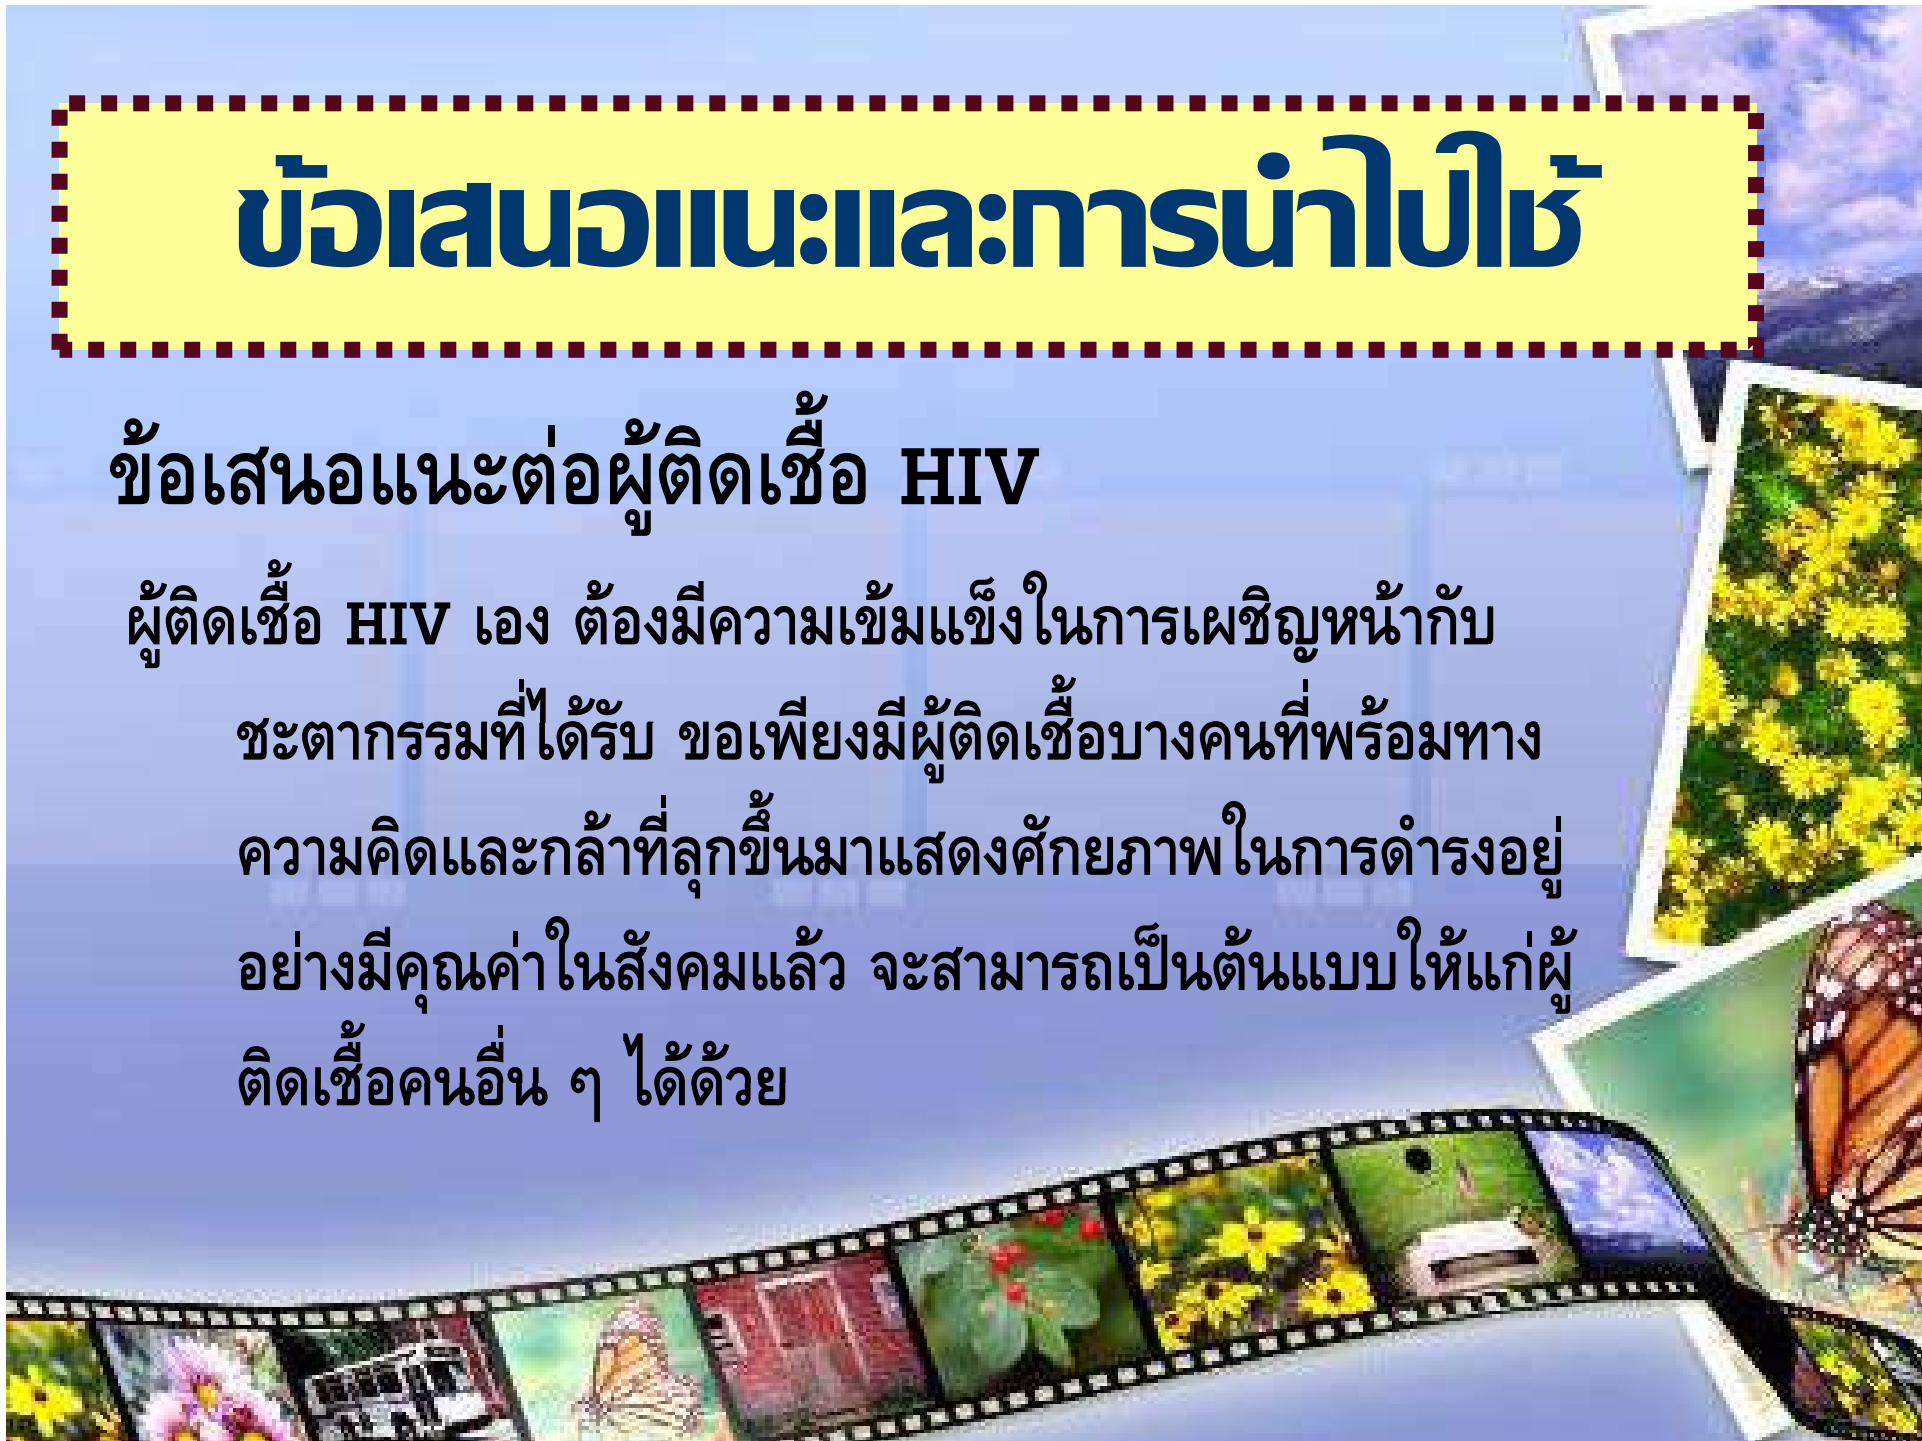 ข้อเสนอแนะและการนำไปใช้
ข้อเสนอแนะต่อผู้ติดเชื้อ HIV
ผู้ติดเชื้อ HIV เอง ต้องมีความเข้มแข็งในการเผชิญหน้ากับ
ชะตากรรมที่ได้รับ ขอเพียงมีผู้ติดเชื้อบางคนที่พร้อมทาง
ความคิดและกล้าที่ลุกขึ้นมาแสดงศักยภาพในการดำรงอยู่
อย่างมีคุณค่าในสังคมแล้ว จะสามารถเป็นต้นแบบให้แก่ผู้
ติดเชื้อคนอื่น ๆ ได้ด้วย